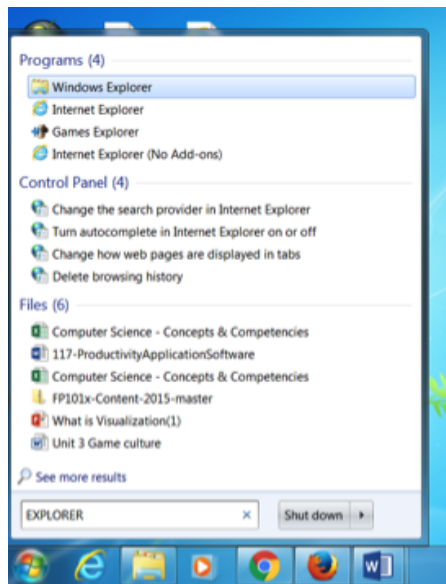 Programs (4)
Windows Explorer
Internet Explorer
Games Explorer
Internet Explorer (No Add-ons)
Control Panel (4)
Change the search provider in Internet Explorer
Turn autocomplete in Internet Explorer on or off
Change how web pages are displayed in tabs
Delete browsing history
Files (6)
Computer Science - Concepts & Competencies
117-ProductivityApplicationSoftware
Computer Science - Concepts & Competencies
FP101x-Content-2015-master
What is Visualization(1)
Unit 3 Game culture
See more results
EXPLORER
Shut down